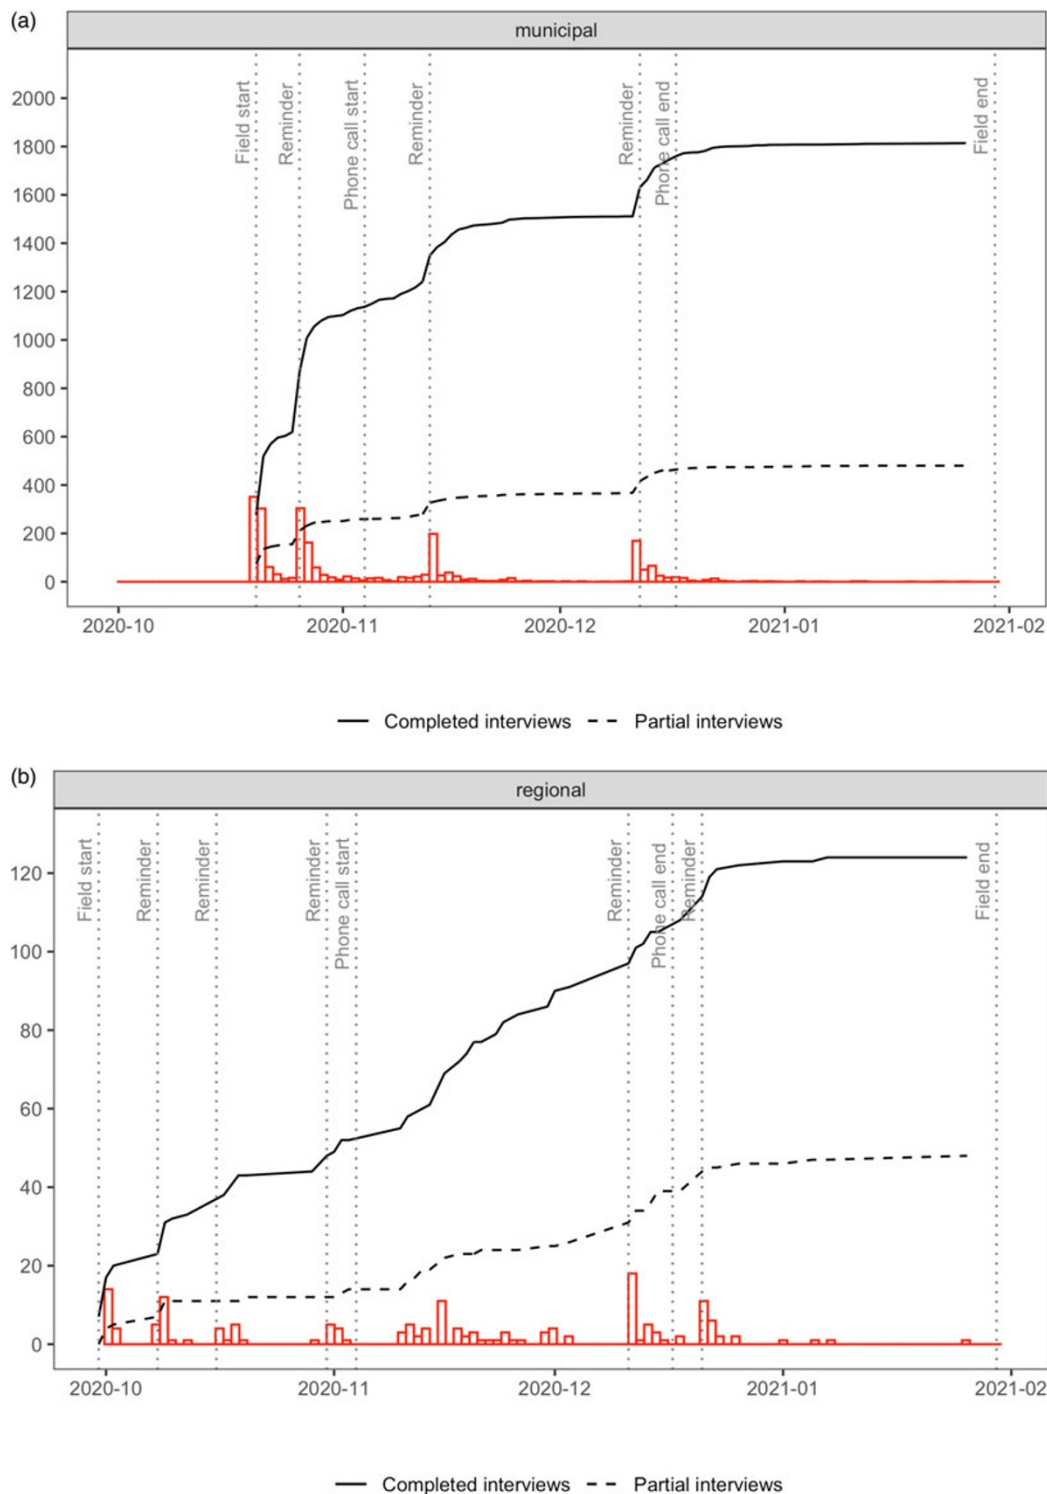 (a)
municipal
Field start
Reminder
Phone call start
Reminder
Reminder
Phone call end
Field end
2000
1800
1600
1400
1200
1000
800
600
400
200
0
2020-10 2020-11 2020-12 2021-01 2021-02
Completed interviews Partial interviews
(b)
regional
Field start
Reminder
Reminder
Reminder
Phone call start
Reminder
Phone call end
Reminder
Field end
120
100
80
60
40
20
0
2020-10 2020-11 2020-12 2021-01 2021-02
Completed interviews Partial interviews